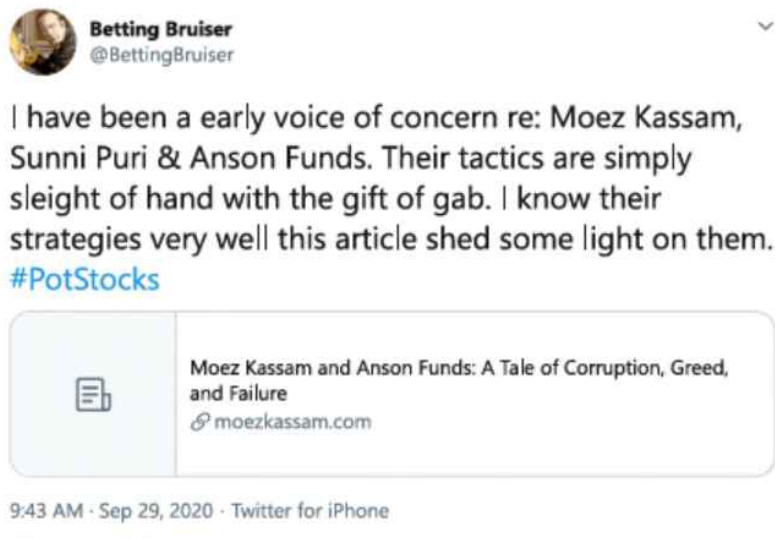 Betting Bruiser
@BettingBruiser
I have been a early voice of concern re: Moez Kassam,
Sunni Puri & Anson Funds. Their tactics are simply
sleight of hand with the gift of gab. I know their
strategies very well this article shed some light on them.
#PotStocks
Moez Kassam and Anson Funds: A Tale of Corruption, Greed,
and Failure
moezkassam.com
9:43 AM · Sep 29, 2020 · Twitter for iPhone